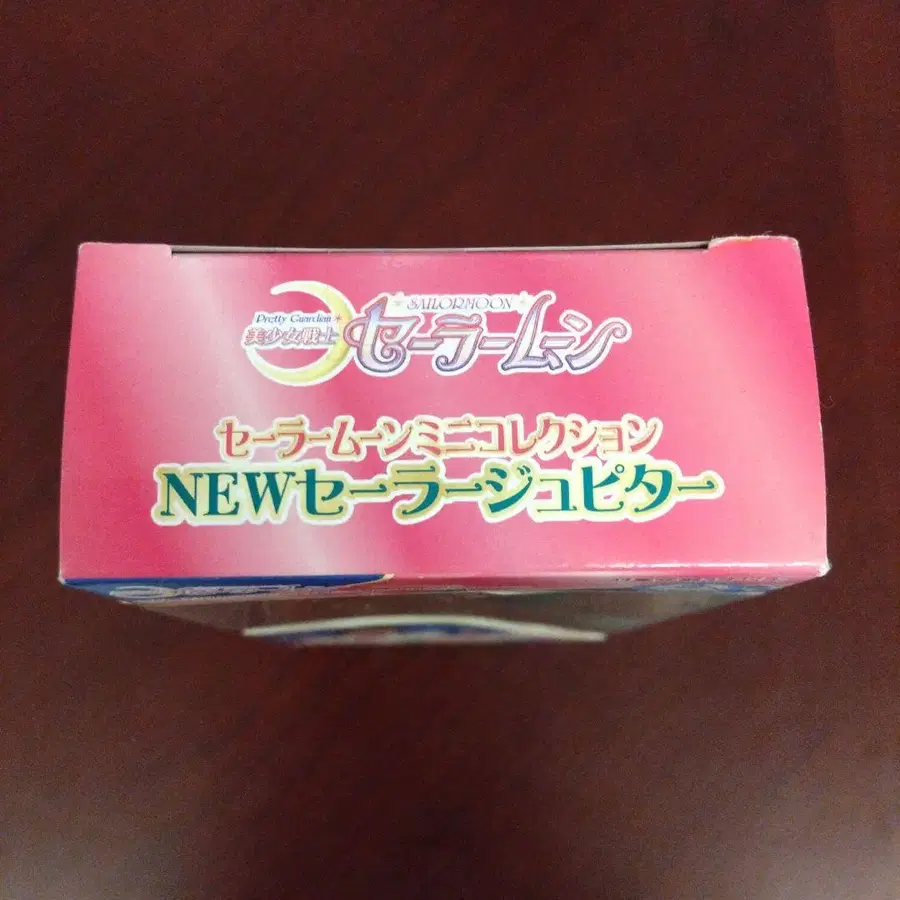 SAILORMOON
Pretty Guardian
美少女戦士
セーラームーン
セーラームーンミニコレクション
NEWセーラージュピター